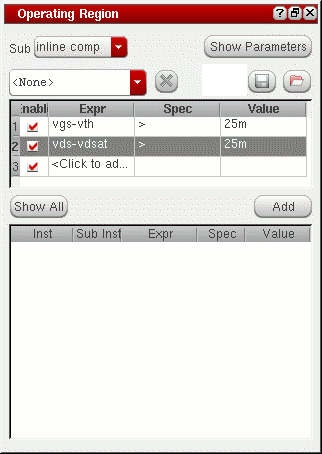 Operating Region
Sub inline comp Show Parameters
<None>
Enabl Expr Spec Value
1 vgs-vth > 25m
2 vds-vdsat > 25m
3 <Click to ad...
Show All Add
Inst Sub Inst Expr Spec Value